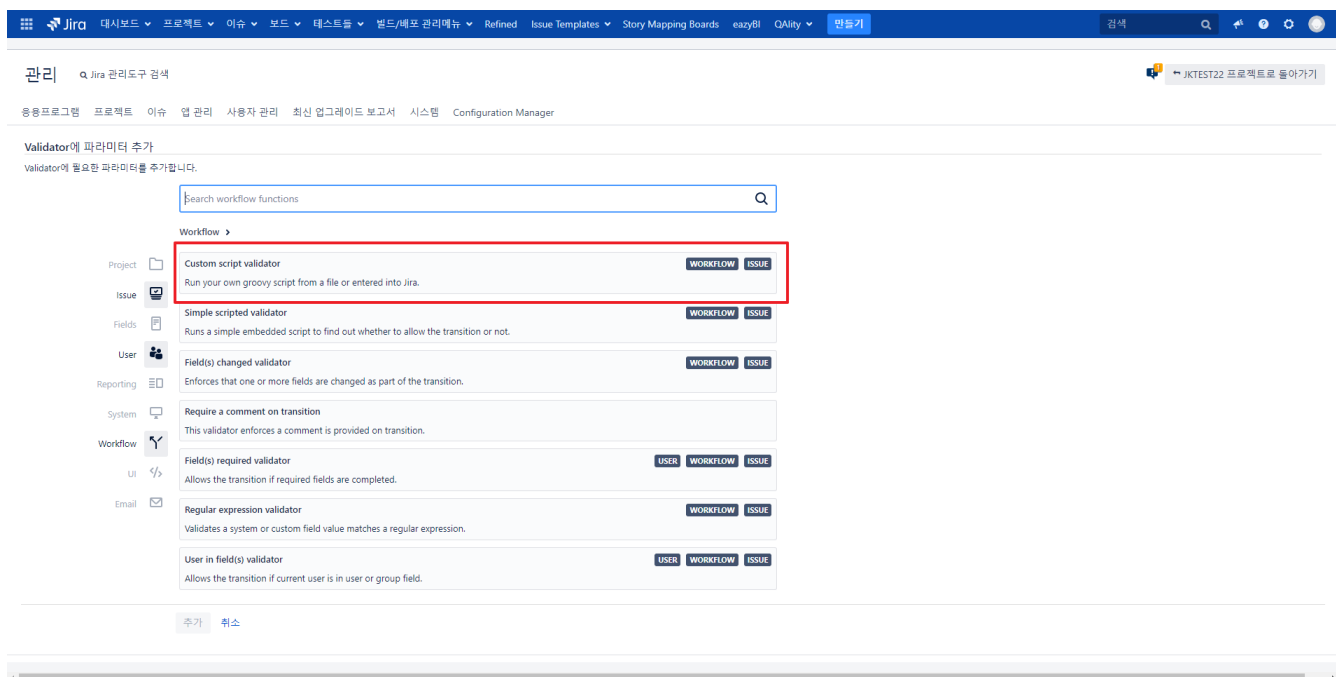 Jira 대시보드 프로젝트 이슈 보드 테스트들 빌드/배포 관리메뉴 Refined Issue Templates Story Mapping Boards eazyBI QAlity 만들기 검색
관리 Jira 관리도구 검색 1 JKTEST22 프로젝트로 돌아가기
응용프로그램 프로젝트 이슈 앱 관리 사용자 관리 최신 업그레이드 보고서 시스템 Configuration Manager
Validator에 파라미터 추가
Validator에 필요한 파라미터를 추가합니다.
Search workflow functions
Workflow >
Project
Issue
Fields
User
Reporting
System
Workflow
UI
Email
Custom script validator WORKFLOW ISSUE
Run your own groovy script from a file or entered into Jira.
Simple scripted validator WORKFLOW ISSUE
Runs a simple embedded script to find out whether to allow the transition or not.
Field(s) changed validator WORKFLOW ISSUE
Enforces that one or more fields are changed as part of the transition.
Require a comment on transition
This validator enforces a comment is provided on transition.
Field(s) required validator USER WORKFLOW ISSUE
Allows the transition if required fields are completed.
Regular expression validator WORKFLOW ISSUE
Validates a system or custom field value matches a regular expression.
User in field(s) validator USER WORKFLOW ISSUE
Allows the transition if current user is in user or group field.
추가 취소